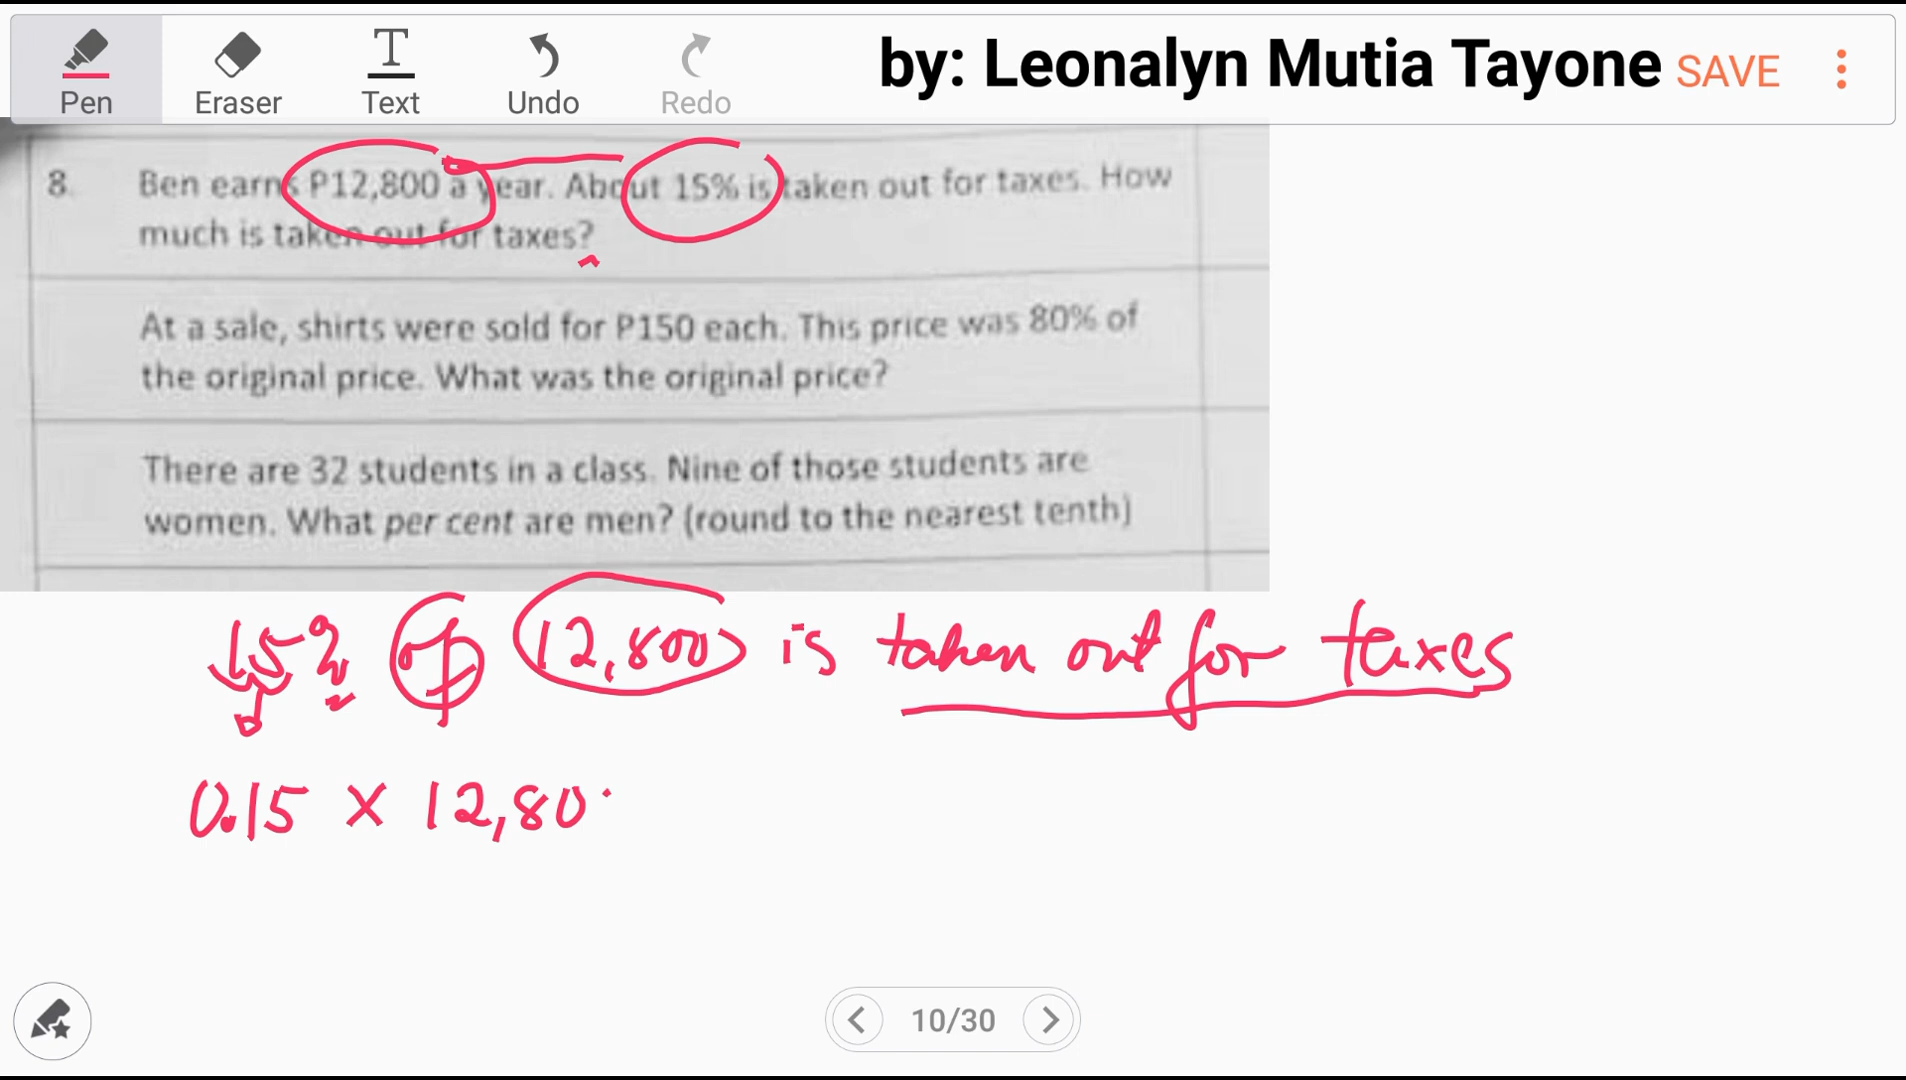 Pen Eraser Text Undo Redo by: Leonalyn Mutia Tayone SAVE
8. Ben earns P12,800 a year. About 15% is taken out for taxes. How
much is taken out for taxes?
At a sale, shirts were sold for P150 each. This price was 80% of
the original price. What was the original price?
There are 32 students in a class. Nine of those students are
women. What per cent are men? (round to the nearest tenth)
15% of 12,800 is taken out for taxes
0.15 x 12,80
10/30